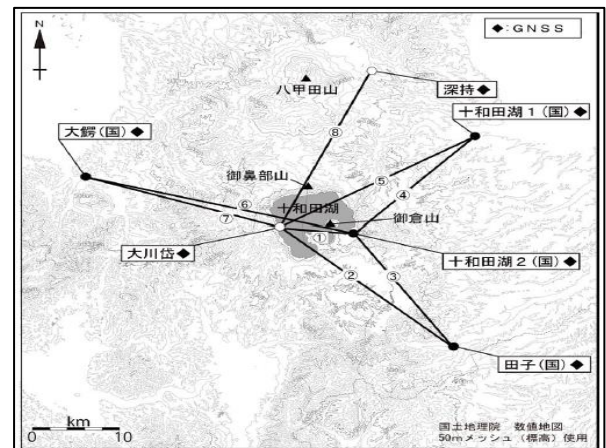 N
◆:GNSS
八甲田山
深持◆
十和田湖1(国)◆
大鰐(国)◆
⑧
⑤
御鼻部山
④
⑥
十和田湖
御倉山
⑦
①
大川岱◆
十和田湖2(国)◆
②
③
田子(国)◆
km
0 10
国土地理院 数値地図
50mメッシュ(標高)使用